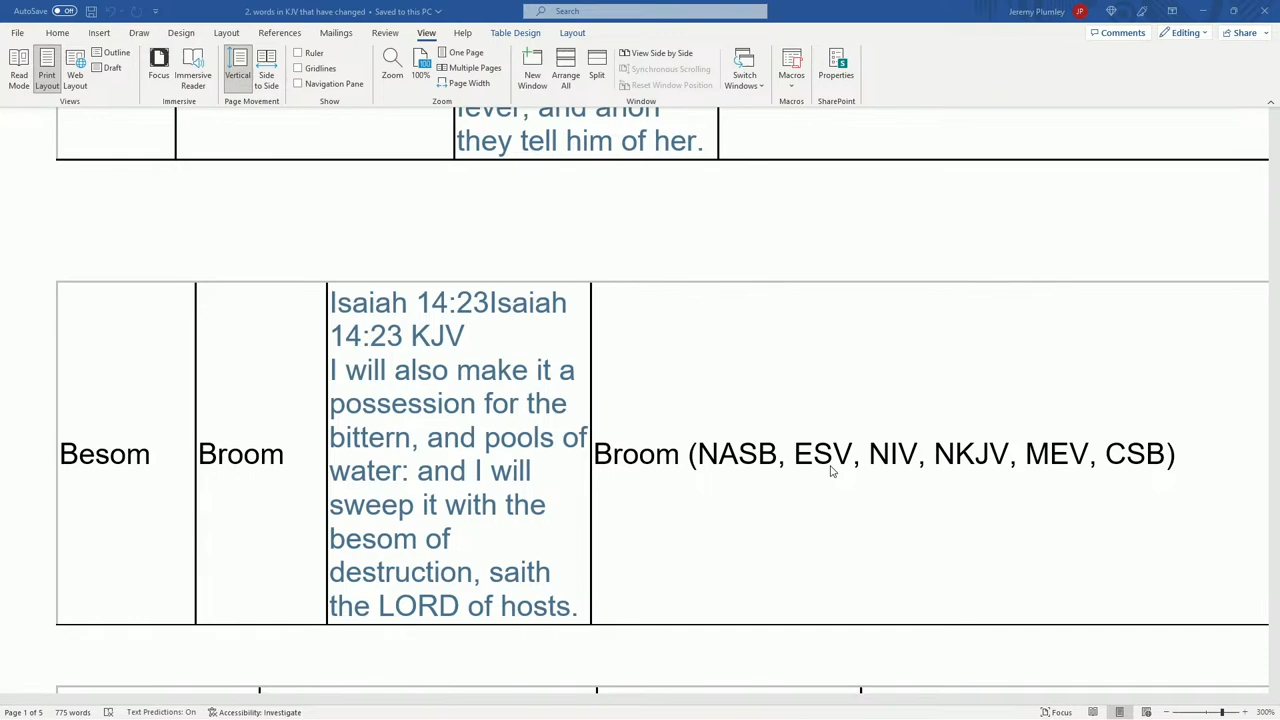 AutoSave Off
2. words in KJV that have changed • Saved to this PC
Search
Jeremy Plumley JP
File Home Insert Draw Design Layout References Mailings Review View Help Table Design Layout
Comments Editing Share
Read Mode
Print Layout
Web Layout
Outline
Draft
Views
Focus
Immersive Reader
Immersive
Vertical
Side to Side
Page Movement
Ruler
Gridlines
Navigation Pane
Show
Zoom
100%
One Page
Multiple Pages
Page Width
Zoom
New Window
Arrange All
Split
View Side by Side
Synchronous Scrolling
Reset Window Position
Window
Switch Windows
Macros
Macros
Properties
SharePoint
fever, and anon
they tell him of her.
Besom
Broom
Isaiah 14:23Isaiah
14:23 KJV
I will also make it a
possession for the
bittern, and pools of
water: and I will
sweep it with the
besom of
destruction, saith
the LORD of hosts.
Broom (NASB, ESV, NIV, NKJV, MEV, CSB)
Page 1 of 5 775 words Text Predictions: On Accessibility: Investigate
Focus 300%